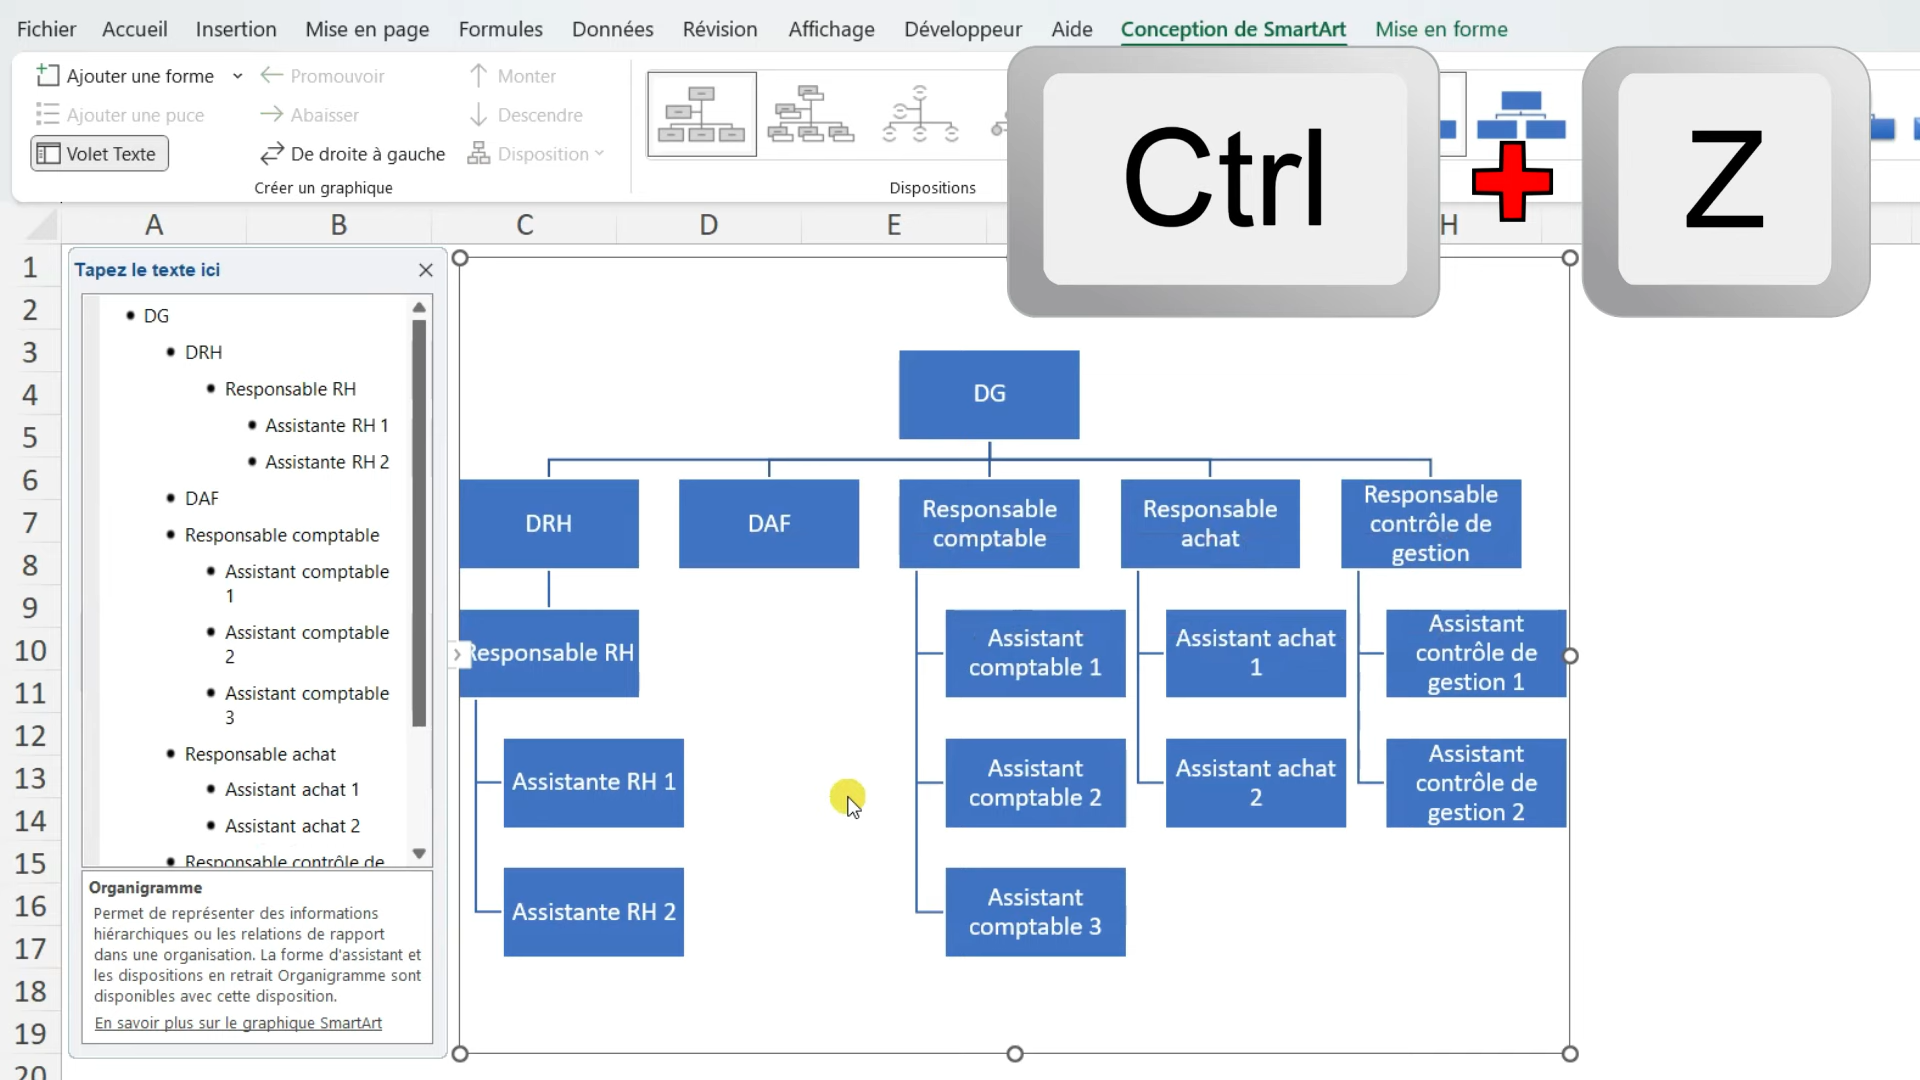 Fichier Accueil Insertion Mise en page Formules Données Révision Affichage Développeur Aide Conception de SmartArt Mise en forme
Ajouter une forme Promouvoir Monter
Ajouter une puce Abaisser Descendre
Volet Texte De droite à gauche Disposition
Créer un graphique Dispositions
Ctrl
Z
A B C D E H
1
2
3
4
5
6
7
8
9
10
11
12
13
14
15
16
17
18
19
20
Tapez le texte ici
DG
DRH
Responsable RH
Assistante RH 1
Assistante RH 2
DAF
Responsable comptable
Assistant comptable
1
Assistant comptable
2
Assistant comptable
3
Responsable achat
Assistant achat 1
Assistant achat 2
Responsable contrôle de
Organigramme
Permet de représenter des informations
hiérarchiques ou les relations de rapport
dans une organisation. La forme d'assistant et
les dispositions en retrait Organigramme sont
disponibles avec cette disposition.
En savoir plus sur le graphique SmartArt
DG
DRH
DAF
Responsable
comptable
Responsable
achat
Responsable
contrôle de
gestion
Responsable RH
Assistant
comptable 1
Assistant achat
1
Assistant
contrôle de
gestion 1
Assistante RH 1
Assistant
comptable 2
Assistant achat
2
Assistant
contrôle de
gestion 2
Assistante RH 2
Assistant
comptable 3